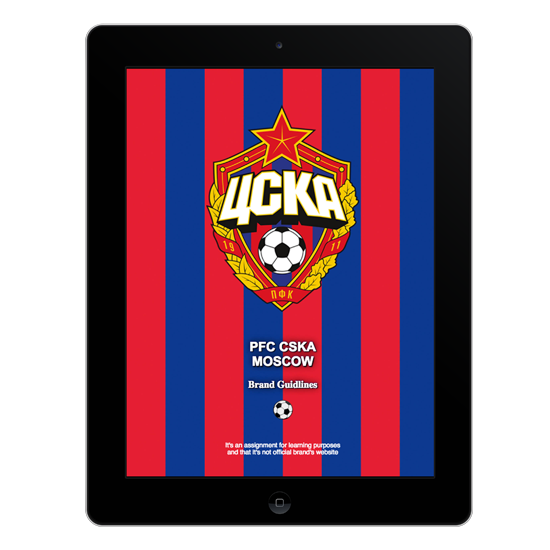 ЦСКА
19 11
ПФК
PFC CSKA
MOSCOW
Brand Guidlines
It's an assignment for learning purposes
and that it's not official brand's website